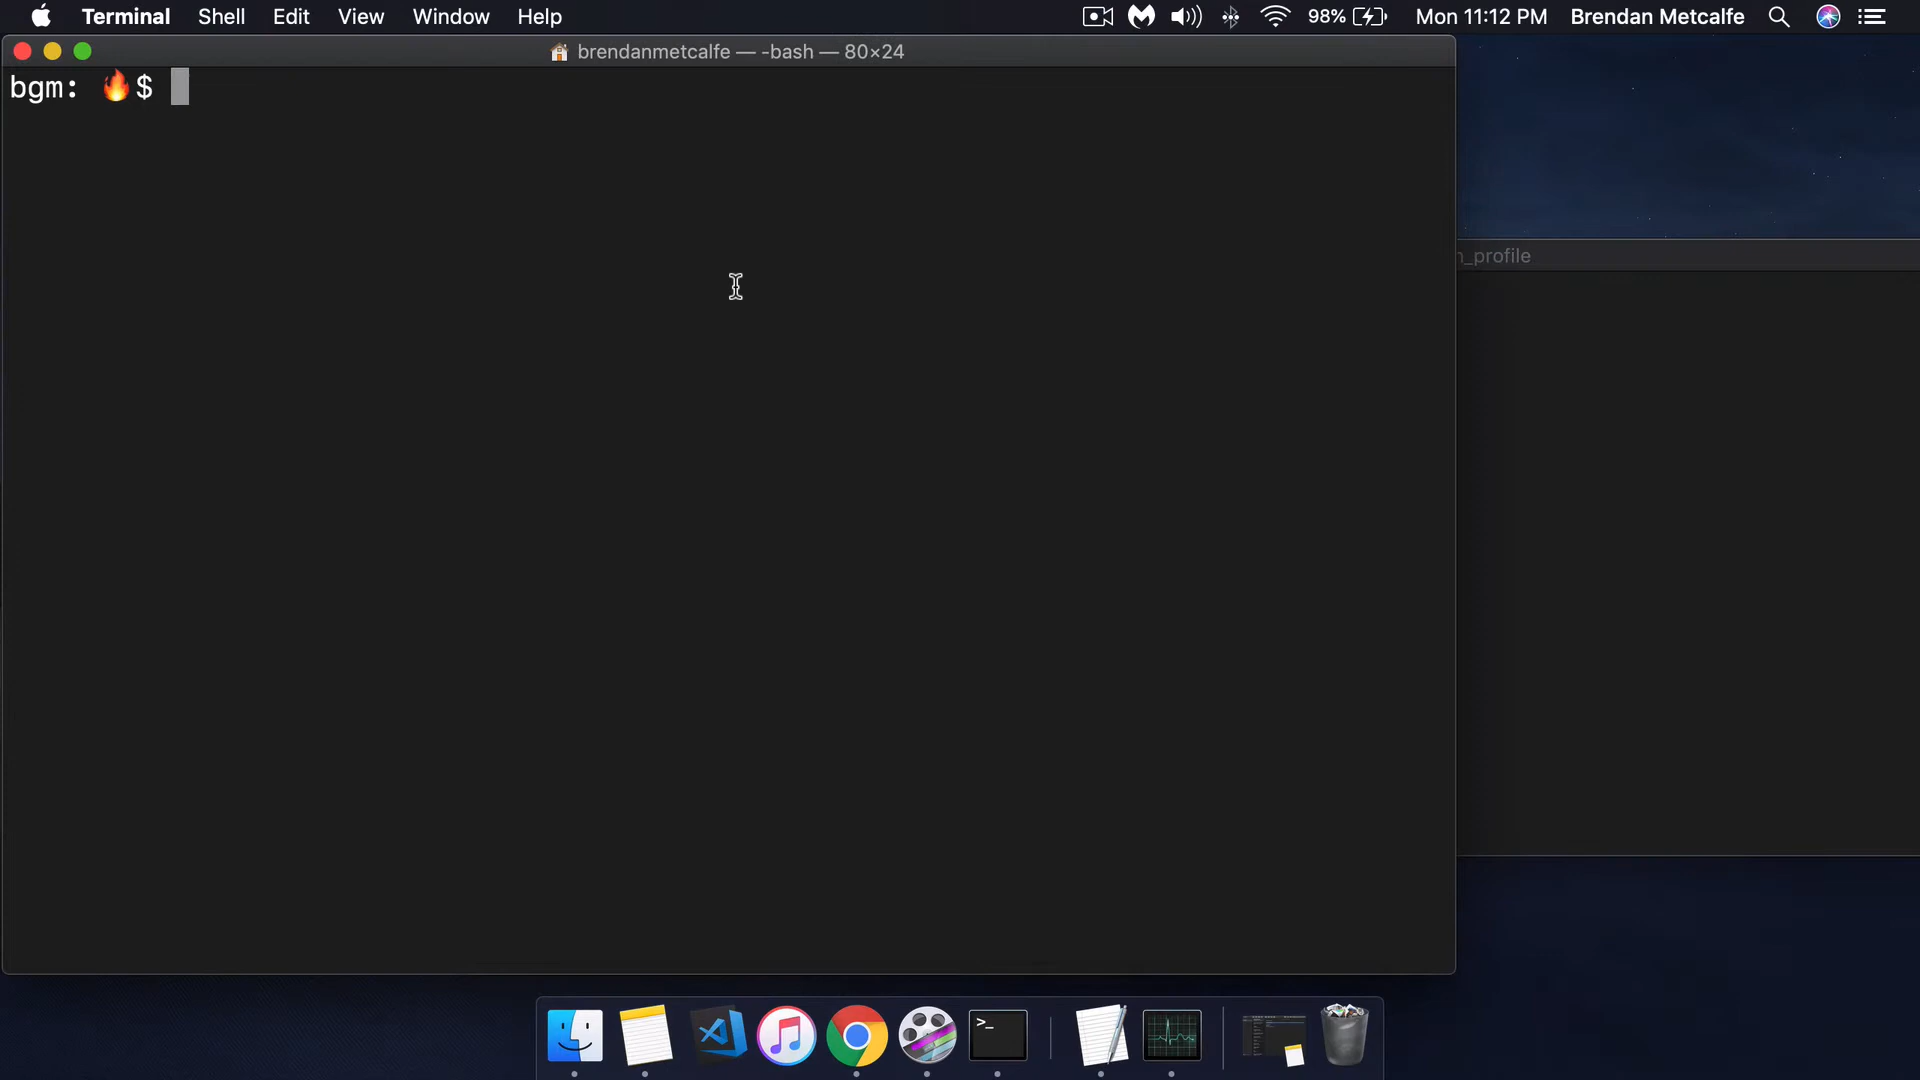 Terminal Shell Edit View Window Help 98% Mon 11:12 PM Brendan Metcalfe
brendanmetcalfe — -bash — 80×24
bgm: 🔥$
_profile
>_